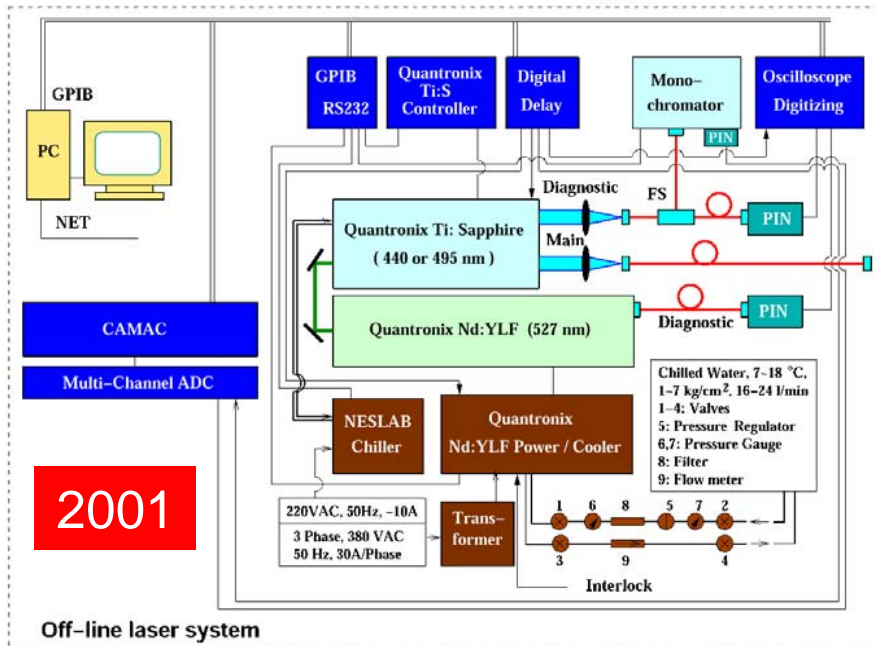 GPIB
PC
NET
GPIB
RS232
Quantronix
Ti:S
Controller
Digital
Delay
Mono-
chromator
PIN
Oscilloscope
Digitizing
Diagnostic
FS
PIN
Quantronix Ti: Sapphire
( 440 or 495 nm )
Main
Quantronix Nd:YLF (527 nm)
Diagnostic
PIN
CAMAC
Multi-Channel ADC
NESLAB
Chiller
Quantronix
Nd:YLF Power / Cooler
Chilled Water, 7~18 °C,
1~7 kg/cm², 16-24 l/min
1-4: Valves
5: Pressure Regulator
6,7: Pressure Gauge
8: Filter
9: Flow meter
2001
220VAC, 50Hz, ~10A
3 Phase, 380 VAC
50 Hz, 30A/Phase
Trans-
former
1 6 8 5 7 2
3 9 4
Interlock
Off-line laser system